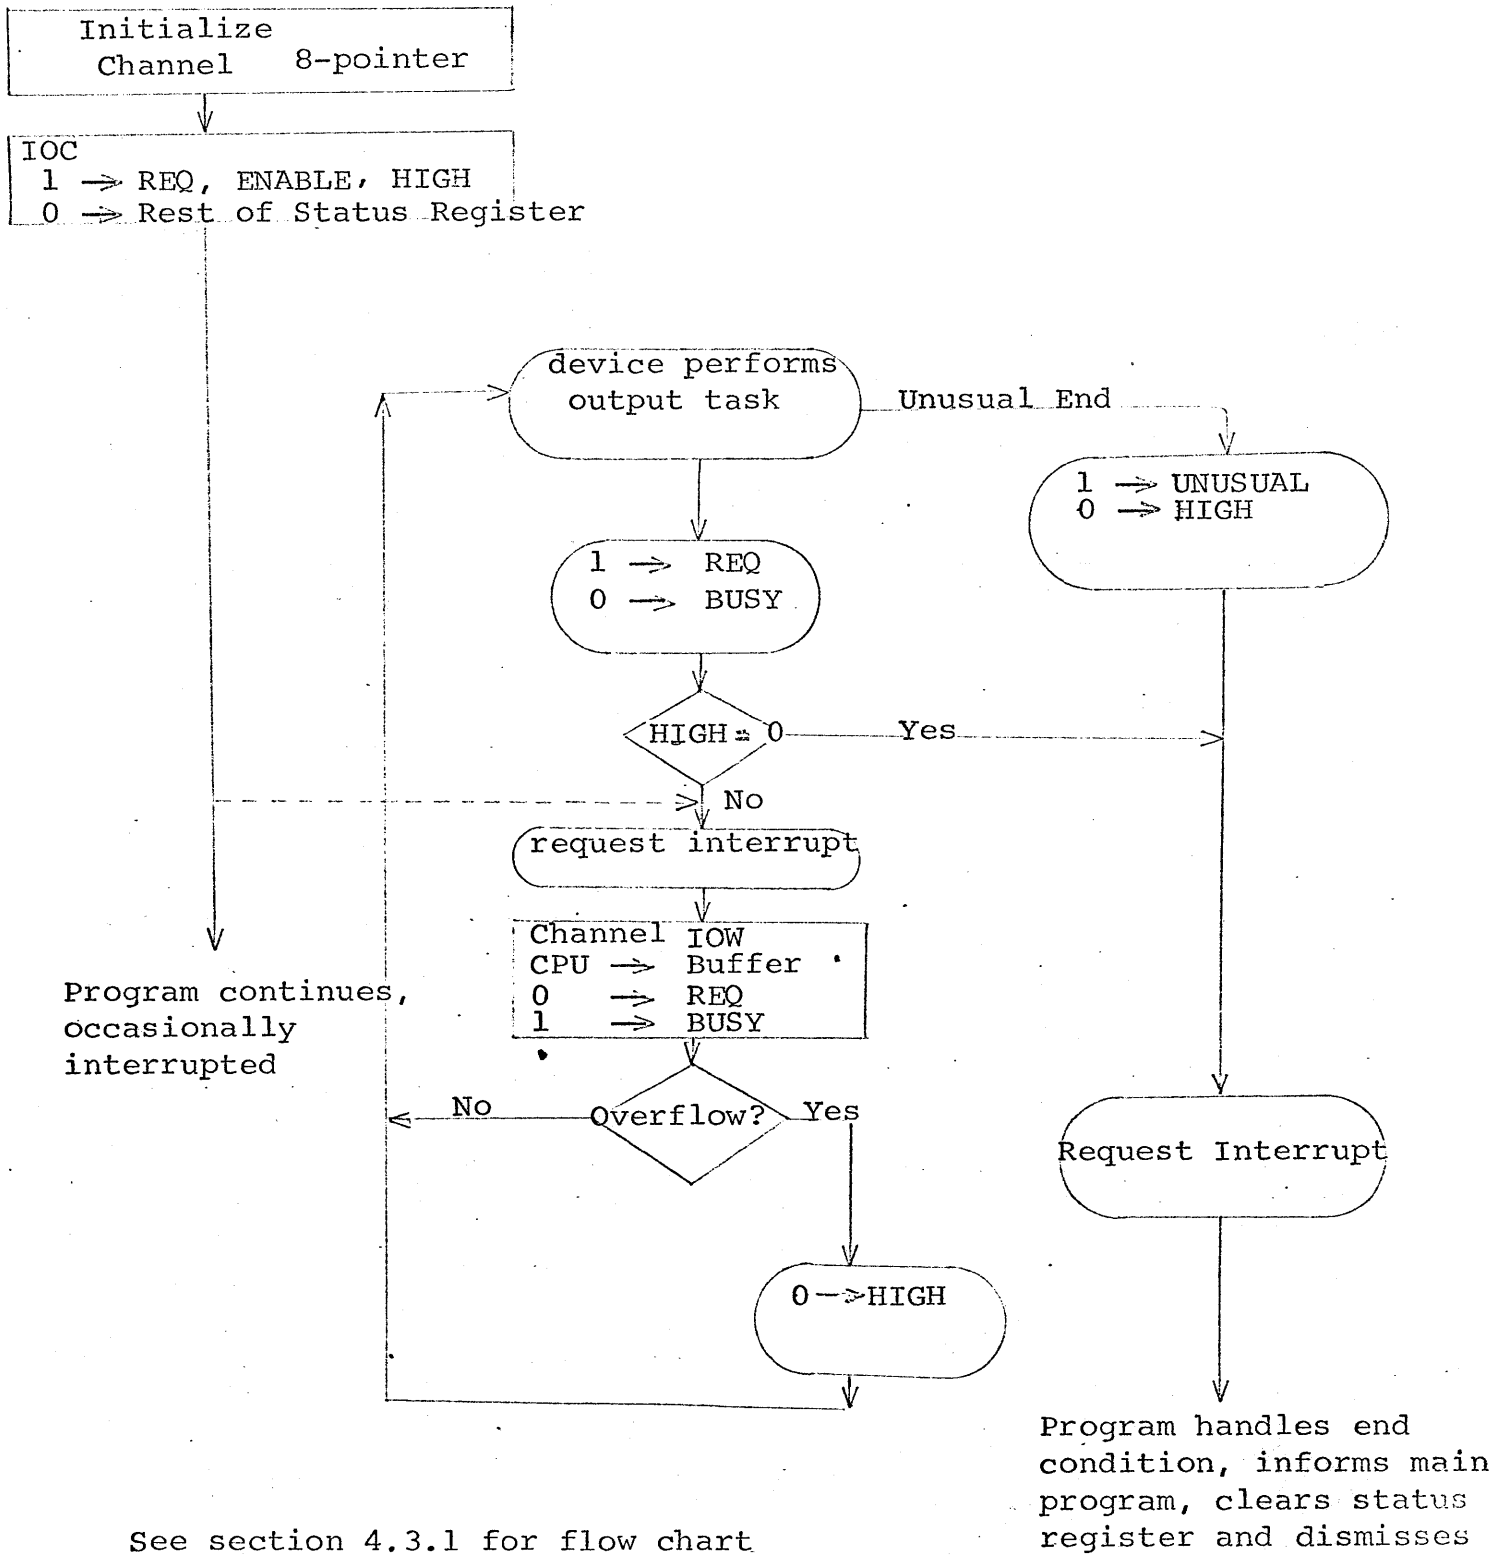 Initialize
Channel 8-pointer
IOC
1 → REQ, ENABLE, HIGH
0 → Rest of Status Register
device performs
output task
Unusual End
1 → UNUSUAL
0 → HIGH
1 → REQ
0 → BUSY
HIGH = 0
Yes
No
request interrupt
Channel IOW
CPU → Buffer
0 → REQ
1 → BUSY
Program continues,
occasionally
interrupted
No
Overflow?
Yes
Request Interrupt
0 → HIGH
Program handles end
condition, informs main
program, clears status
register and dismisses
See section 4.3.1 for flow chart